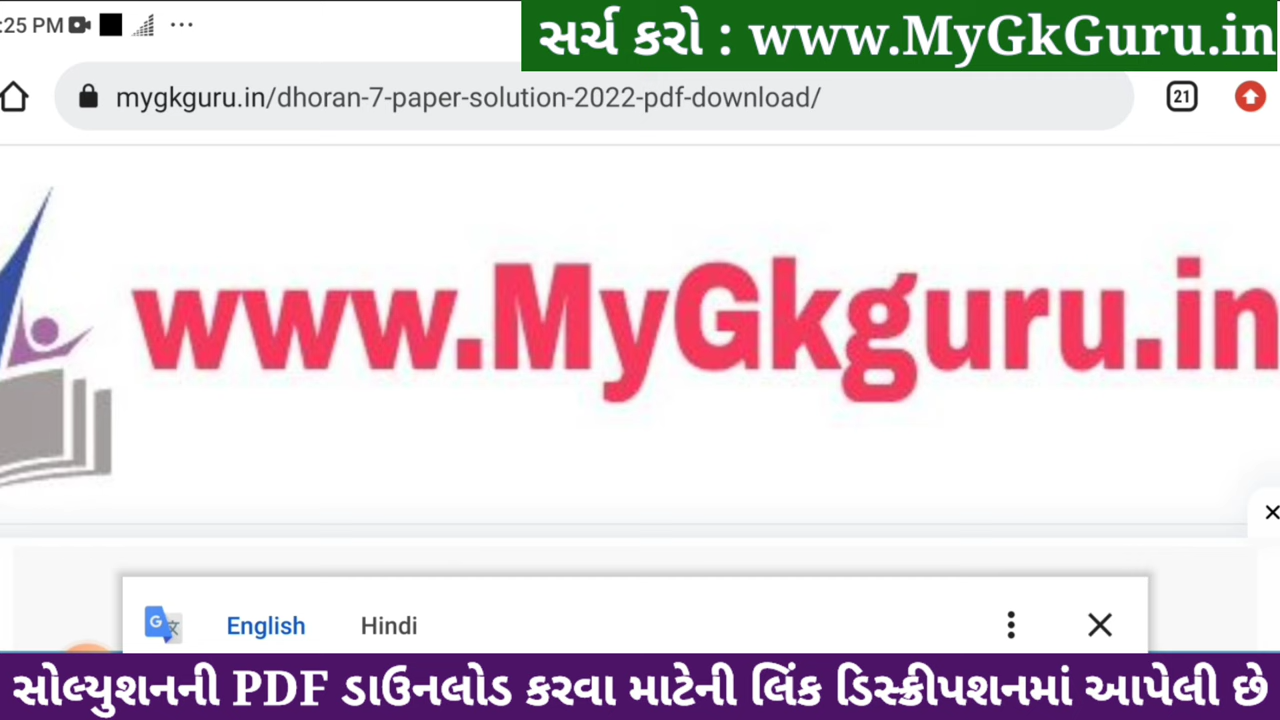 :25 PM
સર્ચ કરો : www.MyGkGuru.in
mygkguru.in/dhoran-7-paper-solution-2022-pdf-download/
21
www.MyGkguru.in
English Hindi
સોલ્યુશનની PDF ડાઉનલોડ કરવા માટેની લિંક ડિસ્ક્રીપશનમાં આપેલી છે